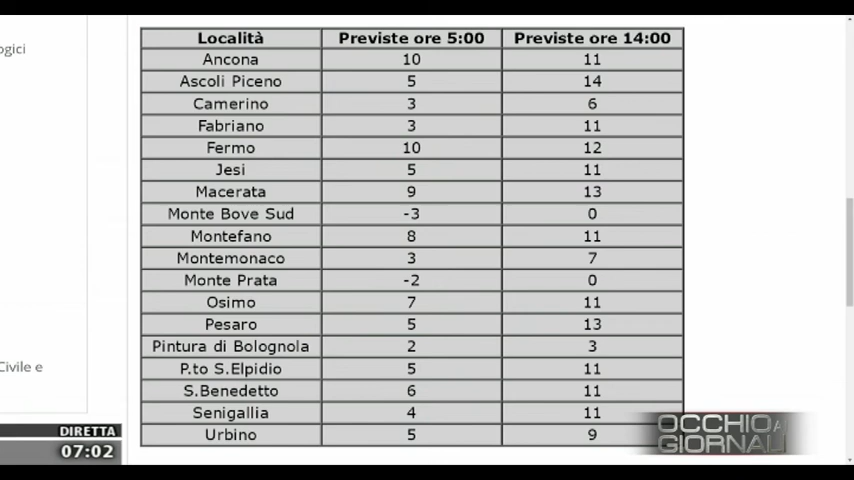 ogici
Località Previste ore 5:00 Previste ore 14:00
Ancona 10 11
Ascoli Piceno 5 14
Camerino 3 6
Fabriano 3 11
Fermo 10 12
Jesi 5 11
Macerata 9 13
Monte Bove Sud -3 0
Montefano 8 11
Montemonaco 3 7
Monte Prata -2 0
Osimo 7 11
Pesaro 5 13
Pintura di Bolognola 2 3
Civile e
P.to S.Elpidio 5 11
S.Benedetto 6 11
Senigallia 4 11
Urbino 5 9
DIRETTA
07:02
OCCHIO A
GIORNALI